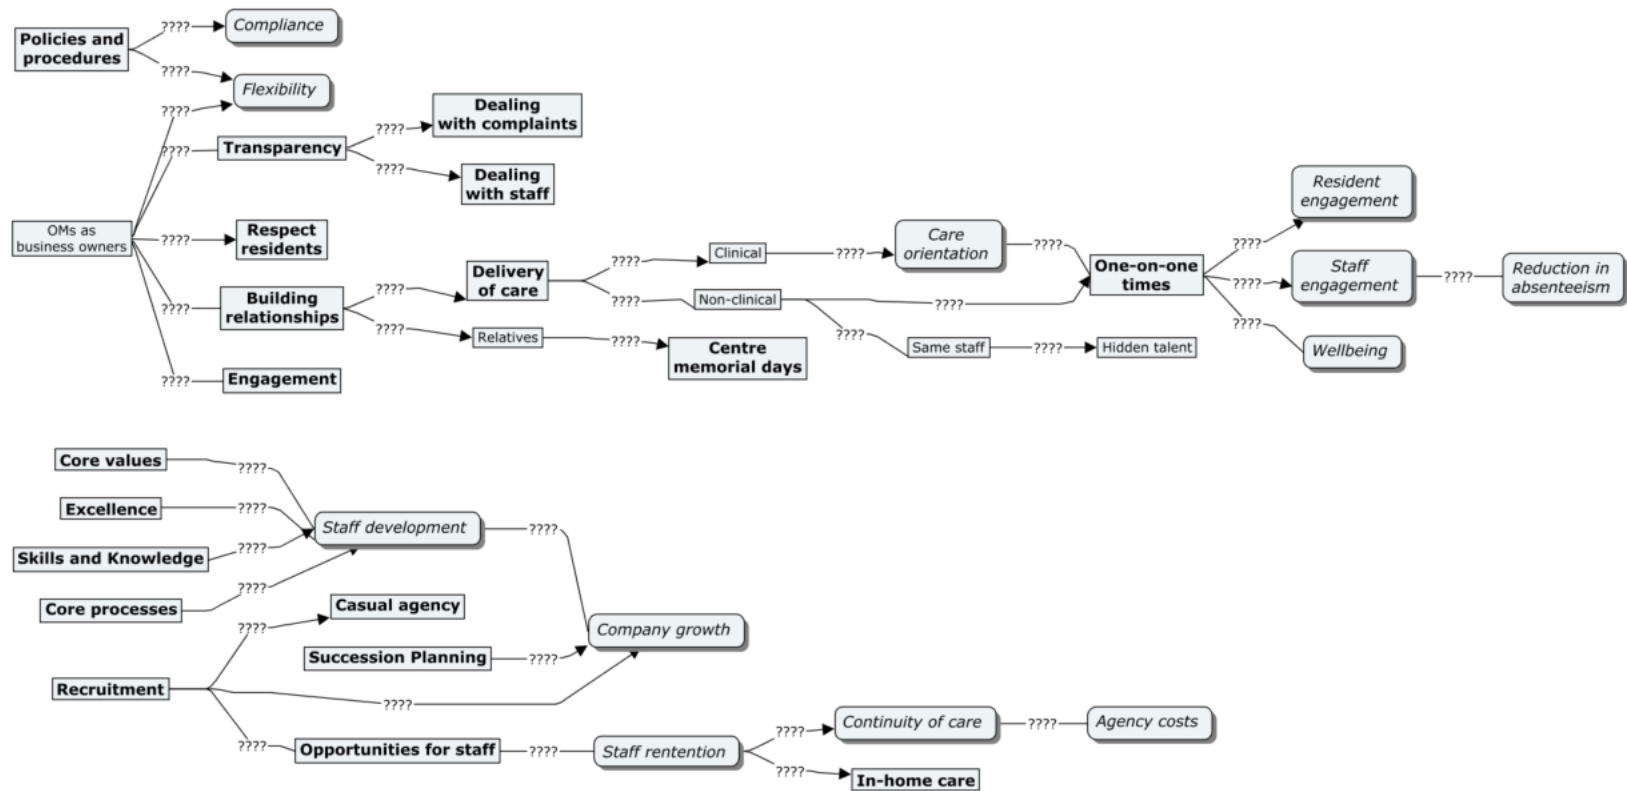 Policies and
procedures
????
Compliance
????
Flexibility
OMs as
business owners
????
????
Transparency
????
Dealing
with complaints
????
Dealing
with staff
????
Respect
residents
????
Building
relationships
????
Delivery
of care
????
Clinical
????
Care
orientation
????
One-on-one
times
????
Resident
engagement
????
Staff
engagement
????
Reduction in
absenteeism
????
Wellbeing
????
Non-clinical
????
????
Same staff
????
Hidden talent
????
Relatives
????
Centre
memorial days
????
Engagement
Core values
????
Excellence
????
Skills and Knowledge
????
Core processes
????
Staff development
????
Company growth
Succession Planning
????
Recruitment
????
Casual agency
????
????
Opportunities for staff
????
Staff rentention
????
Continuity of care
????
Agency costs
????
In-home care